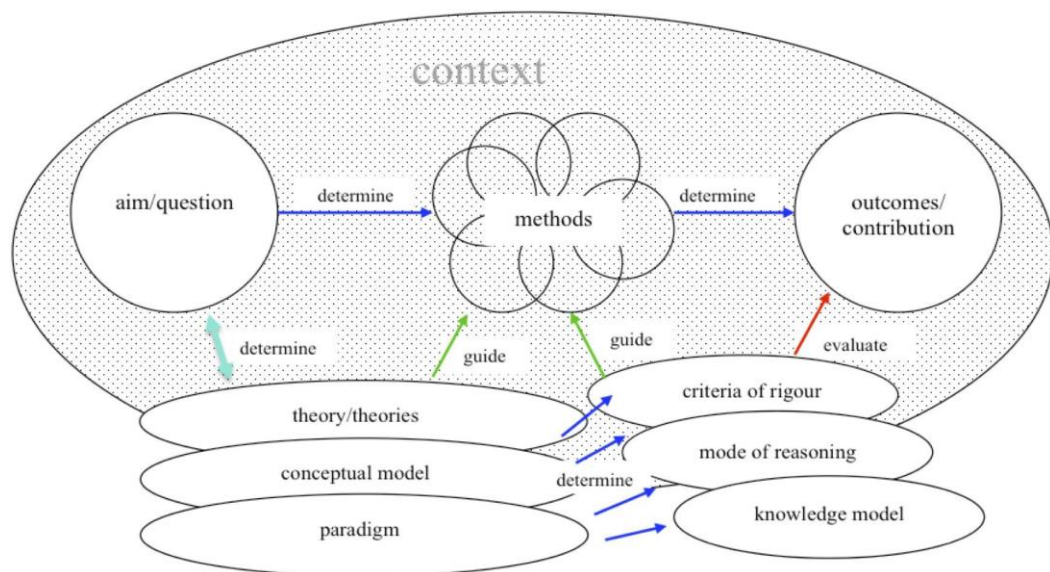 context
aim/question
determine
methods
determine
outcomes/
contribution
determine
guide
guide
evaluate
theory/theories
criteria of rigour
conceptual model
mode of reasoning
determine
paradigm
knowledge model